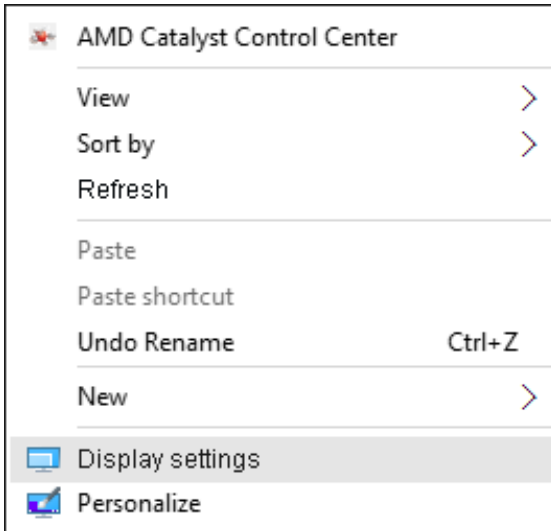 AMD Catalyst Control Center
View
Sort by
Refresh
Paste
Paste shortcut
Undo Rename Ctrl+Z
New
Display settings
Personalize